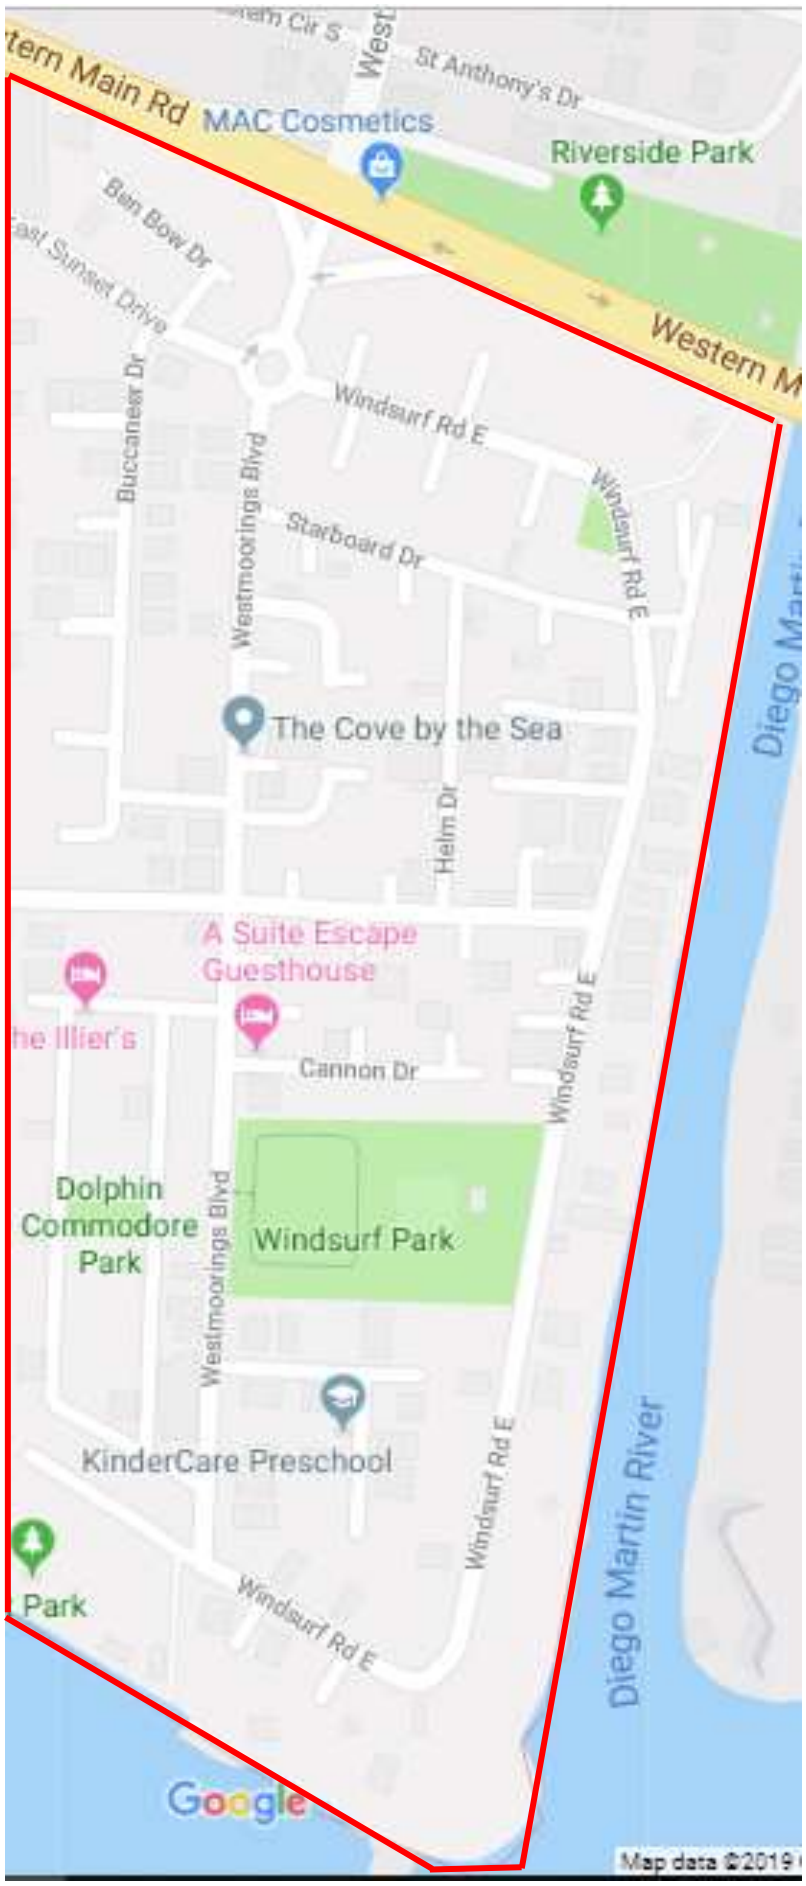 St Anthony's Dr
West
tern Main Rd
MAC Cosmetics
Riverside Park
Ben Bow Dr
East Sunset Drive
Western M
Buccaneer Dr
Windsurf Rd E
Windsurf Rd E
Westmoorings Blvd
Starboard Dr
Diego Martin
The Cove by the Sea
Helm Dr
A Suite Escape
Guesthouse
he Illier's
Windsurf Rd E
Cannon Dr
Dolphin
Commodore
Park
Windsurf Park
Westmoorings Blvd
KinderCare Preschool
Windsurf Rd E
Diego Martin River
Park
Windsurf Rd E
Google
Map data ©2019